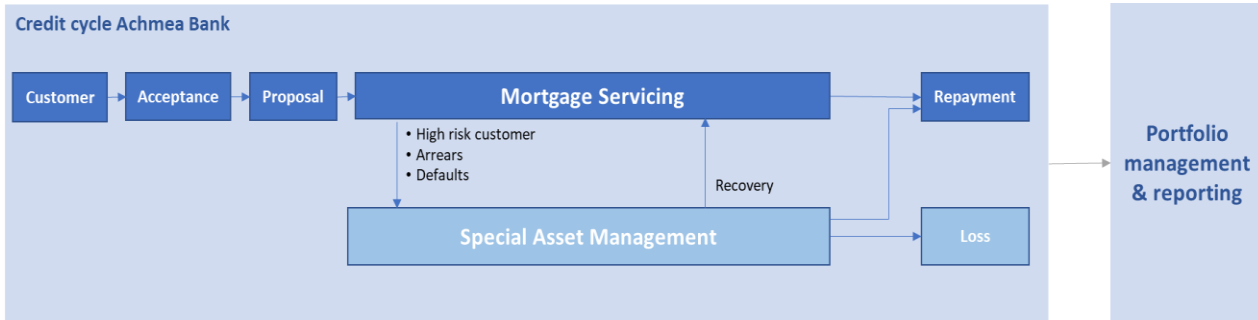 Credit cycle Achmea Bank
Customer
Acceptance
Proposal
Mortgage Servicing
Repayment
• High risk customer
• Arrears
• Defaults
Recovery
Special Asset Management
Loss
Portfolio
management
& reporting